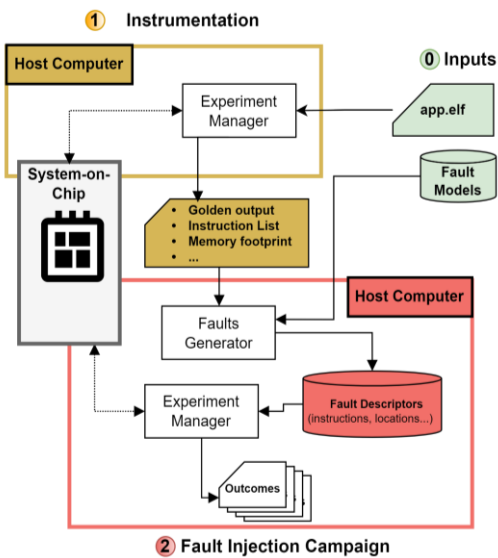 1 Instrumentation
Host Computer
0 Inputs
Experiment
Manager
app.elf
System-on-
Chip
Fault
Models
• Golden output
• Instruction List
• Memory footprint
• ...
Host Computer
Faults
Generator
Experiment
Manager
Fault Descriptors
(instructions, locations...)
Outcomes
2 Fault Injection Campaign